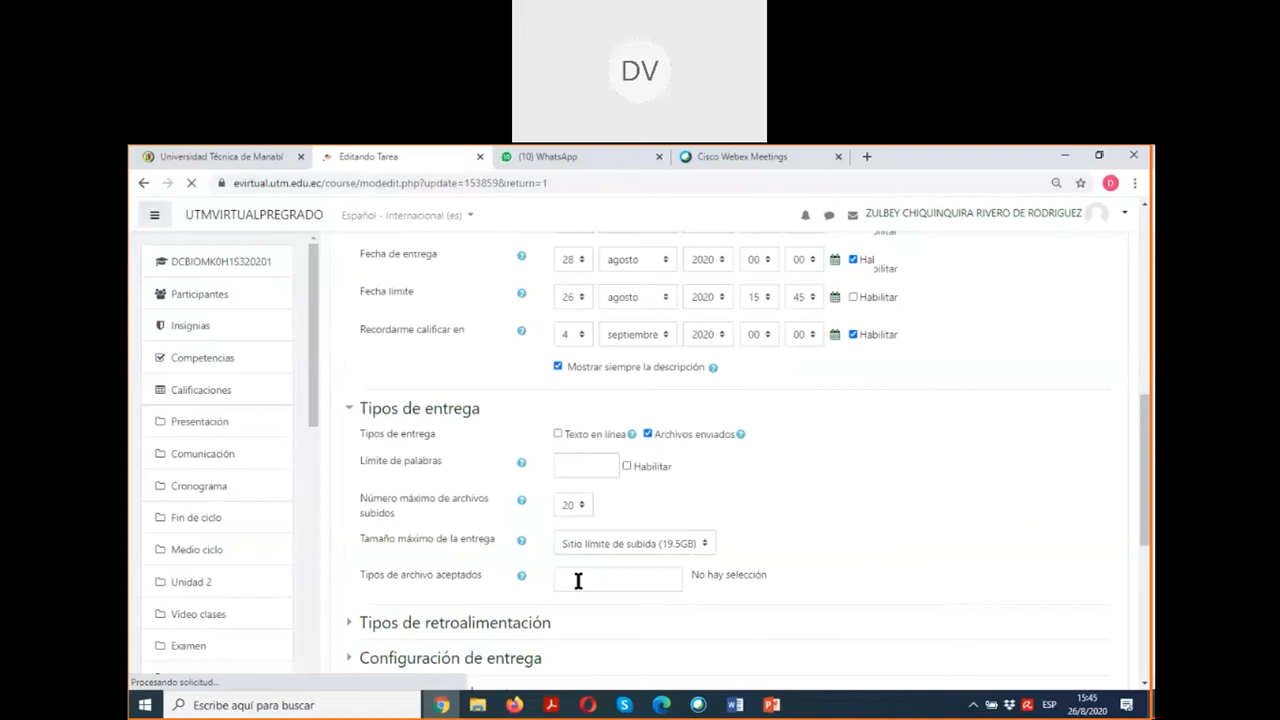 DV
Universidad Técnica de Manabí
Editando Tarea
(10) WhatsApp
Cisco Webex Meetings
evirtual.utm.edu.ec/course/modedit.php?update=153859&return=1
D
UTMVIRTUALPREGRADO
Español - Internacional (es)
ZULBEY CHIQUINQUIRA RIVERO DE RODRIGUEZ
DCBIOMK0H1S320201
Participantes
Insignias
Competencias
Calificaciones
Presentación
Comunicación
Cronograma
Fin de ciclo
Medio ciclo
Unidad 2
Video clases
Examen
bilitar
Fecha de entrega 28 agosto 2020 00 00 Ha
bilitar
Fecha límite 26 agosto 2020 15 45 Habilitar
Recordarme calificar en 4 septiembre 2020 00 00 Habilitar
Mostrar siempre la descripción
Tipos de entrega
Tipos de entrega Texto en línea Archivos enviados
Límite de palabras Habilitar
Número máximo de archivos
subidos
20
Tamaño máximo de la entrega Sitio límite de subida (19.5GB)
Tipos de archivo aceptados No hay selección
Tipos de retroalimentación
Configuración de entrega
Procesando solicitud...
Escribe aquí para buscar
ESP
15:45
26/8/2020